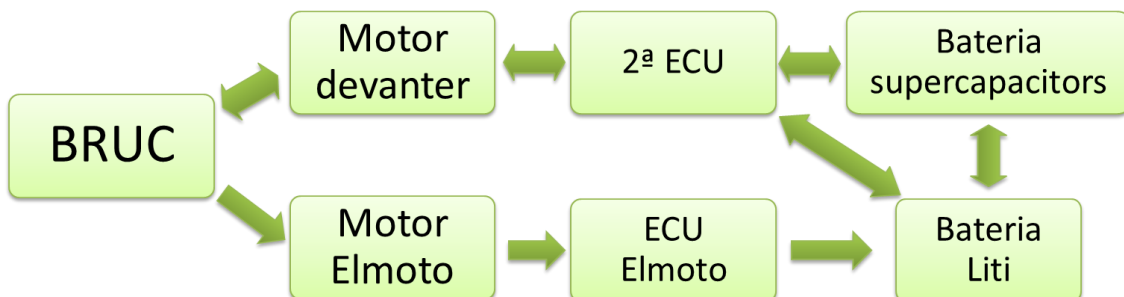 BRUC
Motor
devanter
2ª ECU
Bateria
supercapacitors
Motor
Elmoto
ECU
Elmoto
Bateria
Liti